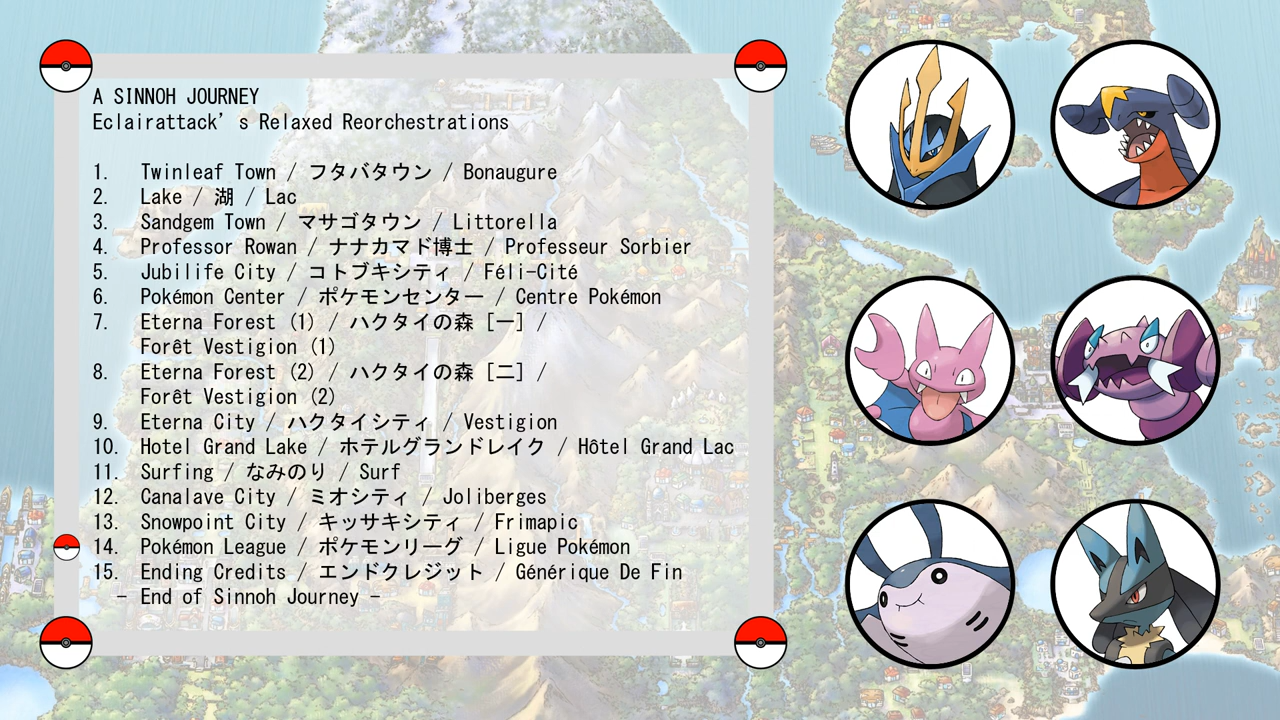 A SINNOH JOURNEY
Eclairattack’s Relaxed Reorchestrations
1. Twinleaf Town / フタバタウン / Bonaugure
2. Lake / 湖 / Lac
3. Sandgem Town / マサゴタウン / Littorella
4. Professor Rowan / ナナカマド博士 / Professeur Sorbier
5. Jubilife City / コトブキシティ / Féli-Cité
6. Pokémon Center / ポケモンセンター / Centre Pokémon
7. Eterna Forest (1) / ハクタイの森 [一] /
Forêt Vestigion (1)
8. Eterna Forest (2) / ハクタイの森 [二] /
Forêt Vestigion (2)
9. Eterna City / ハクタイシティ / Vestigion
10. Hotel Grand Lake / ホテルグランドレイク / Hôtel Grand Lac
11. Surfing / なみのり / Surf
12. Canalave City / ミオシティ / Joliberges
13. Snowpoint City / キッサキシティ / Frimapic
14. Pokémon League / ポケモンリーグ / Ligue Pokémon
15. Ending Credits / エンドクレジット / Générique De Fin
- End of Sinnoh Journey -